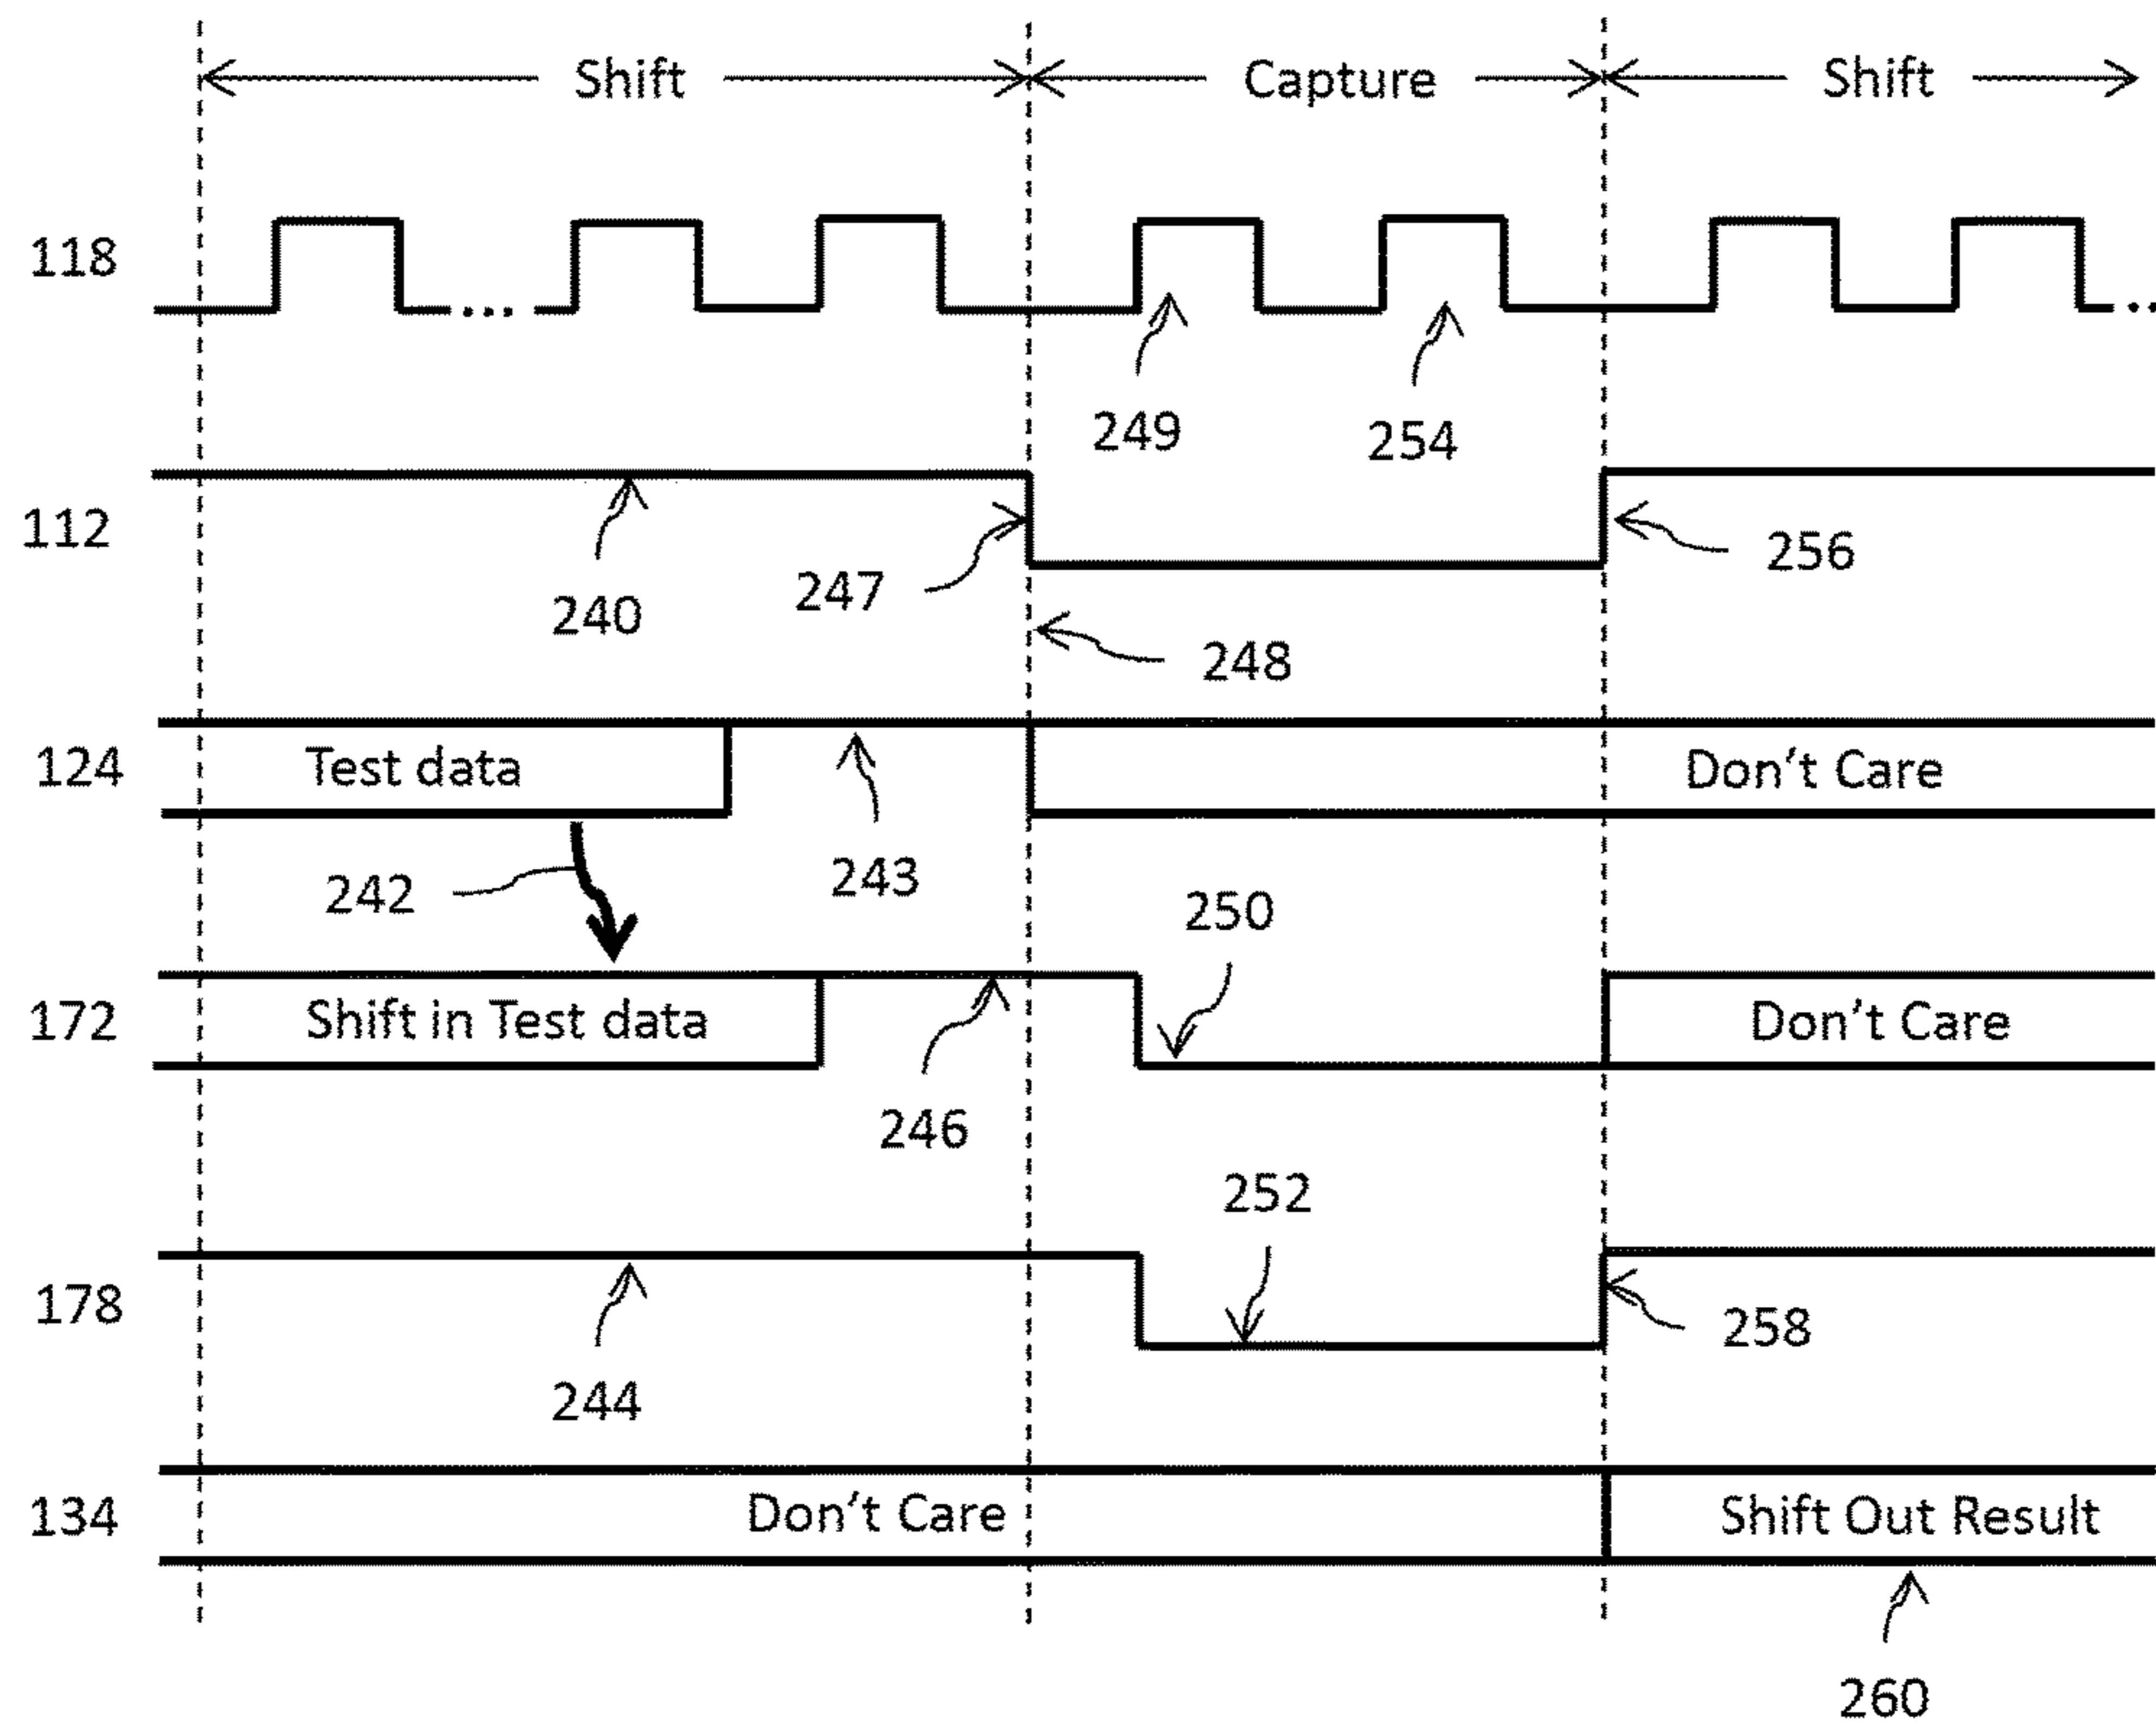 Shift Capture Shift
118
249 254
112
240 247 256
248
124 Test data Don't Care
242 243
250
172 Shift in Test data Don't Care
246
252
178
258
244
134 Don't Care Shift Out Result
260